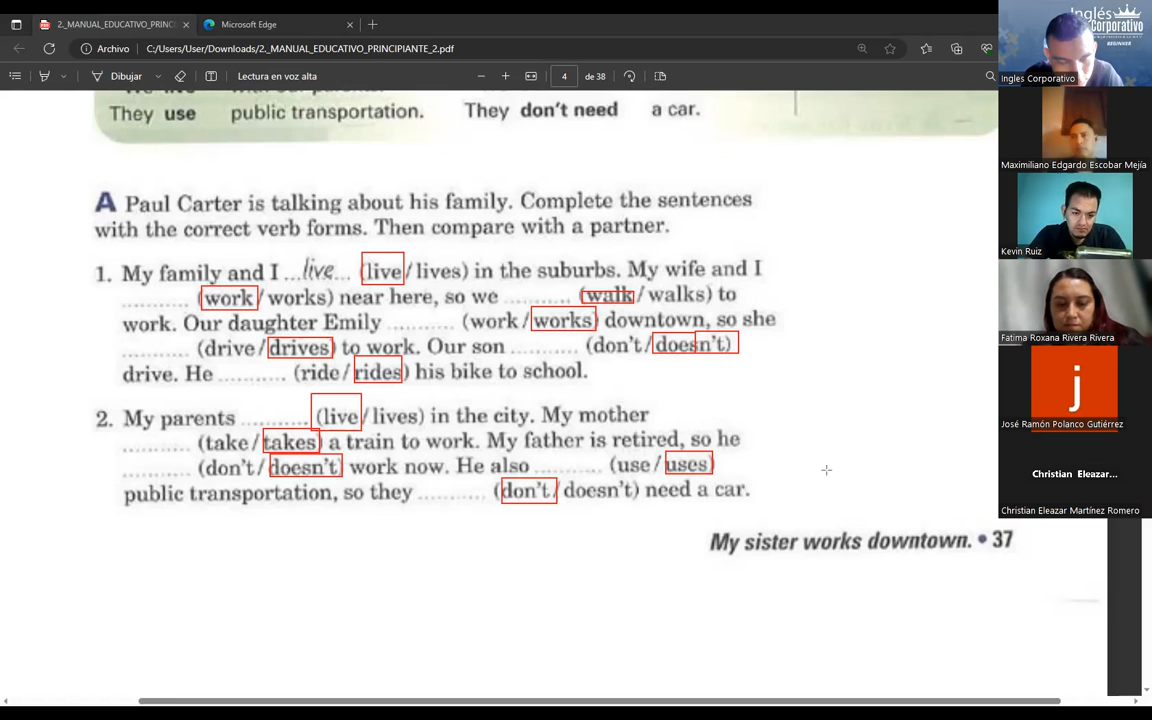 2._MANUAL_EDUCATIVO_PRINC
Microsoft Edge
Archivo
C:/Users/User/Downloads/2._MANUAL_EDUCATIVO_PRINCIPIANTE_2.pdf
Dibujar
Lectura en voz alta
4
de 38
They use public transportation. They don't need a car.
A Paul Carter is talking about his family. Complete the sentences
with the correct verb forms. Then compare with a partner.
1. My family and I ...live... (live/lives) in the suburbs. My wife and I
.......... (work/works) near here, so we .......... (walk/walks) to
work. Our daughter Emily .......... (work/works) downtown, so she
.......... (drive/drives) to work. Our son .......... (don't/doesn't)
drive. He .......... (ride/rides) his bike to school.
2. My parents .......... (live/lives) in the city. My mother
.......... (take/takes) a train to work. My father is retired, so he
.......... (don't/doesn't) work now. He also .......... (use/uses)
public transportation, so they .......... (don't/doesn't) need a car.
My sister works downtown. • 37
Inglés
Corporativo
BEGINNER
Ingles Corporativo
Maximiliano Edgardo Escobar Mejía
Kevin Ruiz
Fatima Roxana Rivera Rivera
j
José Ramón Polanco Gutiérrez
Christian Eleazar...
Christian Eleazar Martínez Romero